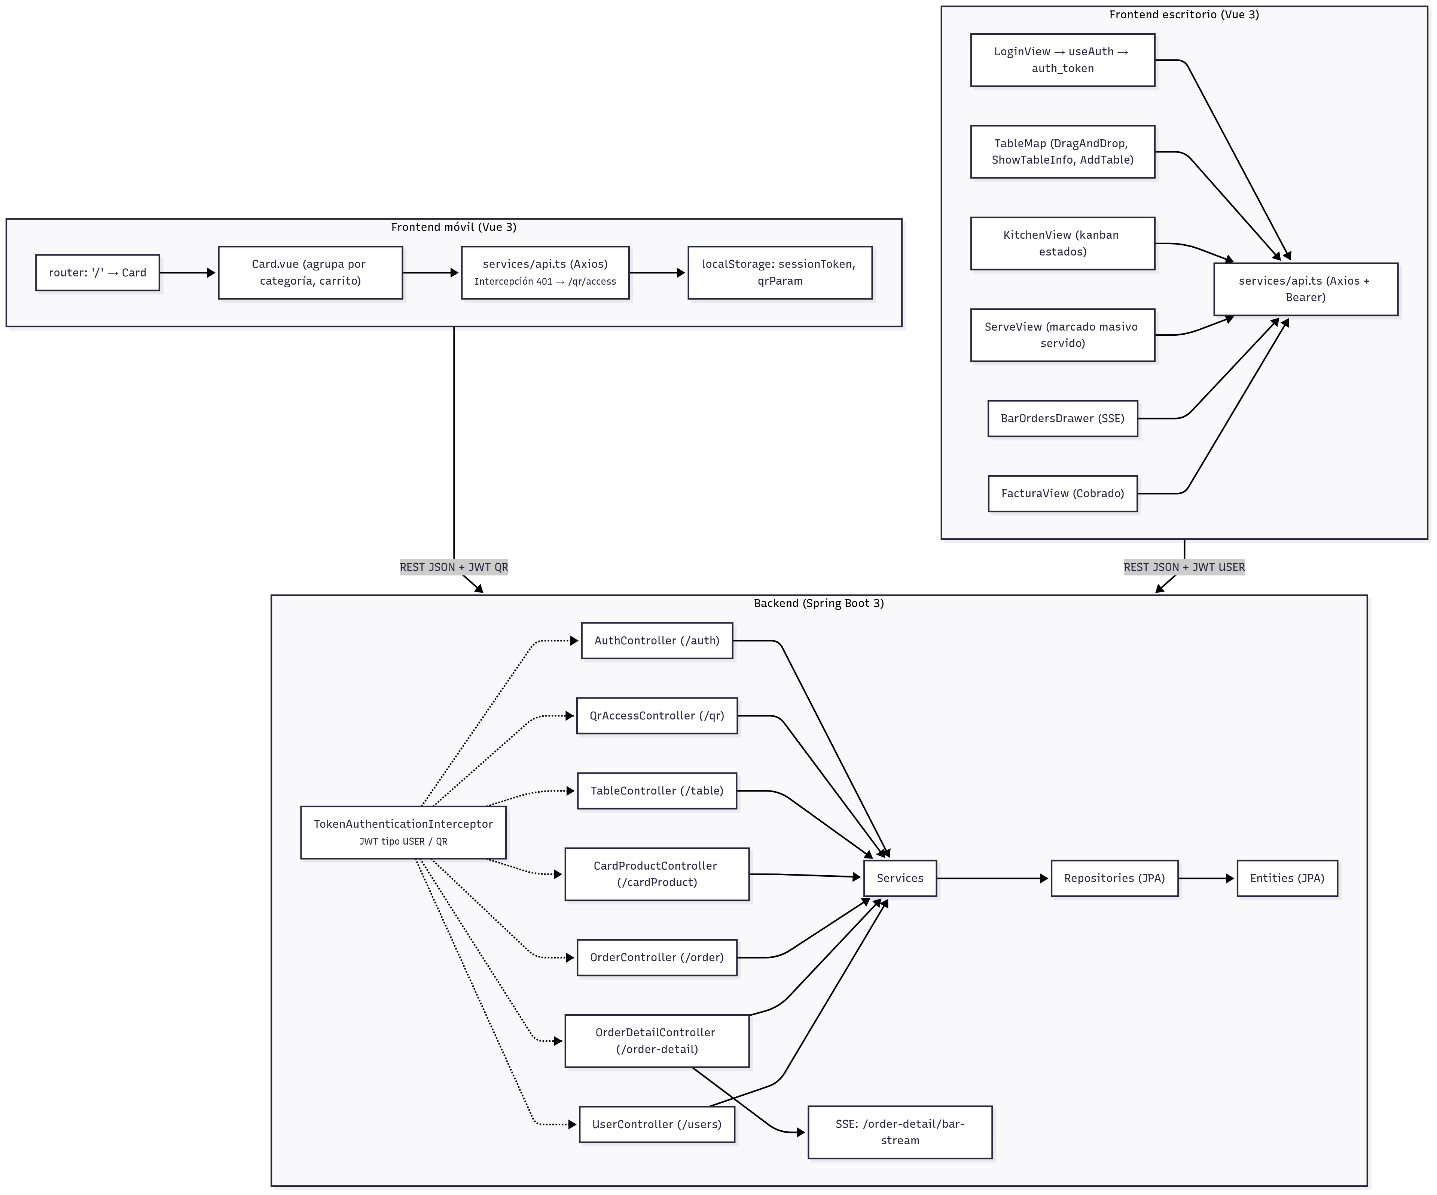 Frontend escritorio (Vue 3)
LoginView → useAuth →
auth_token
TableMap (DragAndDrop,
ShowTableInfo, AddTable)
KitchenView (kanban
estados)
ServeView (marcado masivo
servido)
BarOrdersDrawer (SSE)
FacturaView (Cobrado)
services/api.ts (Axios +
Bearer)
Frontend móvil (Vue 3)
router: '/' → Card
Card.vue (agrupa por
categoría, carrito)
services/api.ts (Axios)
Intercepción 401 → /qr/access
localStorage: sessionToken,
qrParam
REST JSON + JWT QR
REST JSON + JWT USER
Backend (Spring Boot 3)
TokenAuthenticationInterceptor
JWT tipo USER / QR
AuthController (/auth)
QrAccessController (/qr)
TableController (/table)
CardProductController
(/cardProduct)
OrderController (/order)
OrderDetailController
(/order-detail)
UserController (/users)
Services
Repositories (JPA)
Entities (JPA)
SSE: /order-detail/bar-
stream